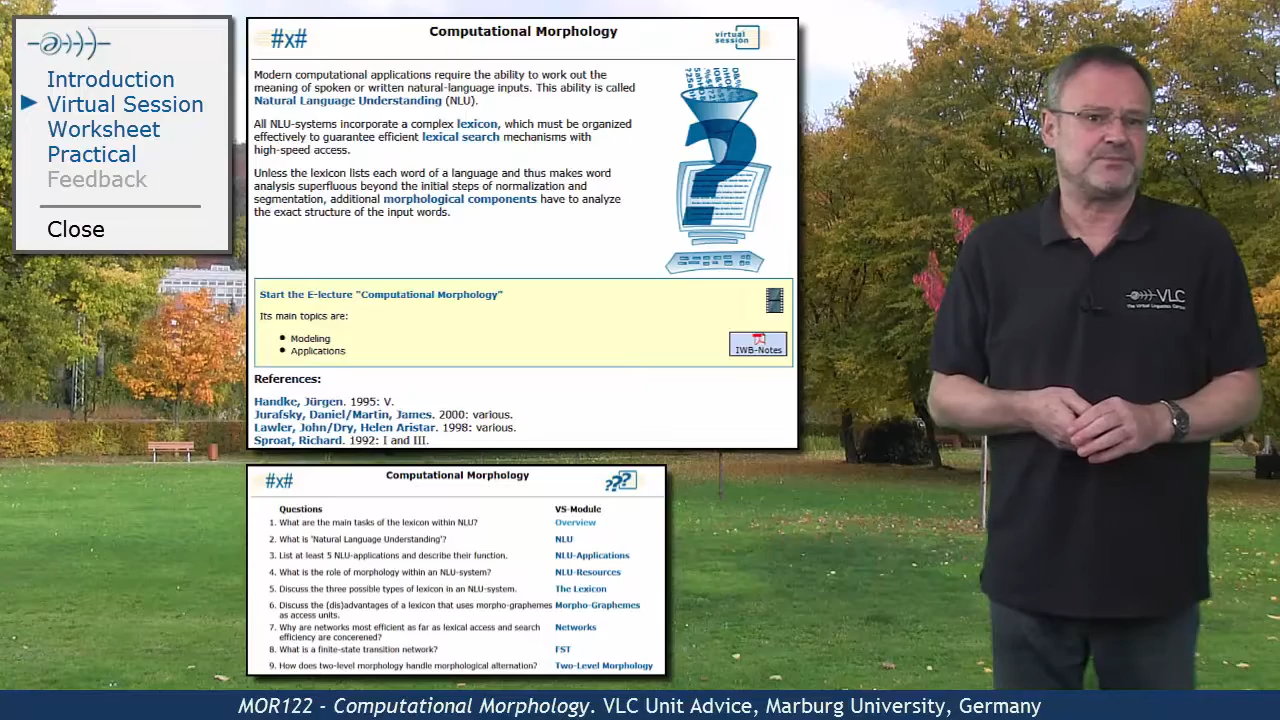 Introduction
Virtual Session
Worksheet
Practical
Feedback
Close
#x#
Computational Morphology
virtual
session
Modern computational applications require the ability to work out the
meaning of spoken or written natural-language inputs. This ability is called
Natural Language Understanding (NLU).
All NLU-systems incorporate a complex lexicon, which must be organized
effectively to guarantee efficient lexical search mechanisms with
high-speed access.
Unless the lexicon lists each word of a language and thus makes word
analysis superfluous beyond the initial steps of normalization and
segmentation, additional morphological components have to analyze
the exact structure of the input words.
Start the E-lecture "Computational Morphology"
Its main topics are:
• Modeling
• Applications
IWB-Notes
References:
Handke, Jürgen. 1995: V.
Jurafsky, Daniel/Martin, James. 2000: various.
Lawler, John/Dry, Helen Aristar. 1998: various.
Sproat, Richard. 1992: I and III.
#x#
Computational Morphology
???
Questions VS-Module
1. What are the main tasks of the lexicon within NLU? Overview
2. What is 'Natural Language Understanding'? NLU
3. List at least 5 NLU-applications and describe their function. NLU-Applications
4. What is the role of morphology within an NLU-system? NLU-Resources
5. Discuss the three possible types of lexicon in an NLU-system. The Lexicon
6. Discuss the (dis)advantages of a lexicon that uses morpho-graphemes Morpho-Graphemes
as access units.
7. Why are networks most efficient as far as lexical access and search Networks
efficiency are concerened?
8. What is a finite-state transition network? FST
9. How does two-level morphology handle morphological alternation? Two-Level Morphology
VLC
The Virtual Linguistics Campus
MOR122 - Computational Morphology. VLC Unit Advice, Marburg University, Germany